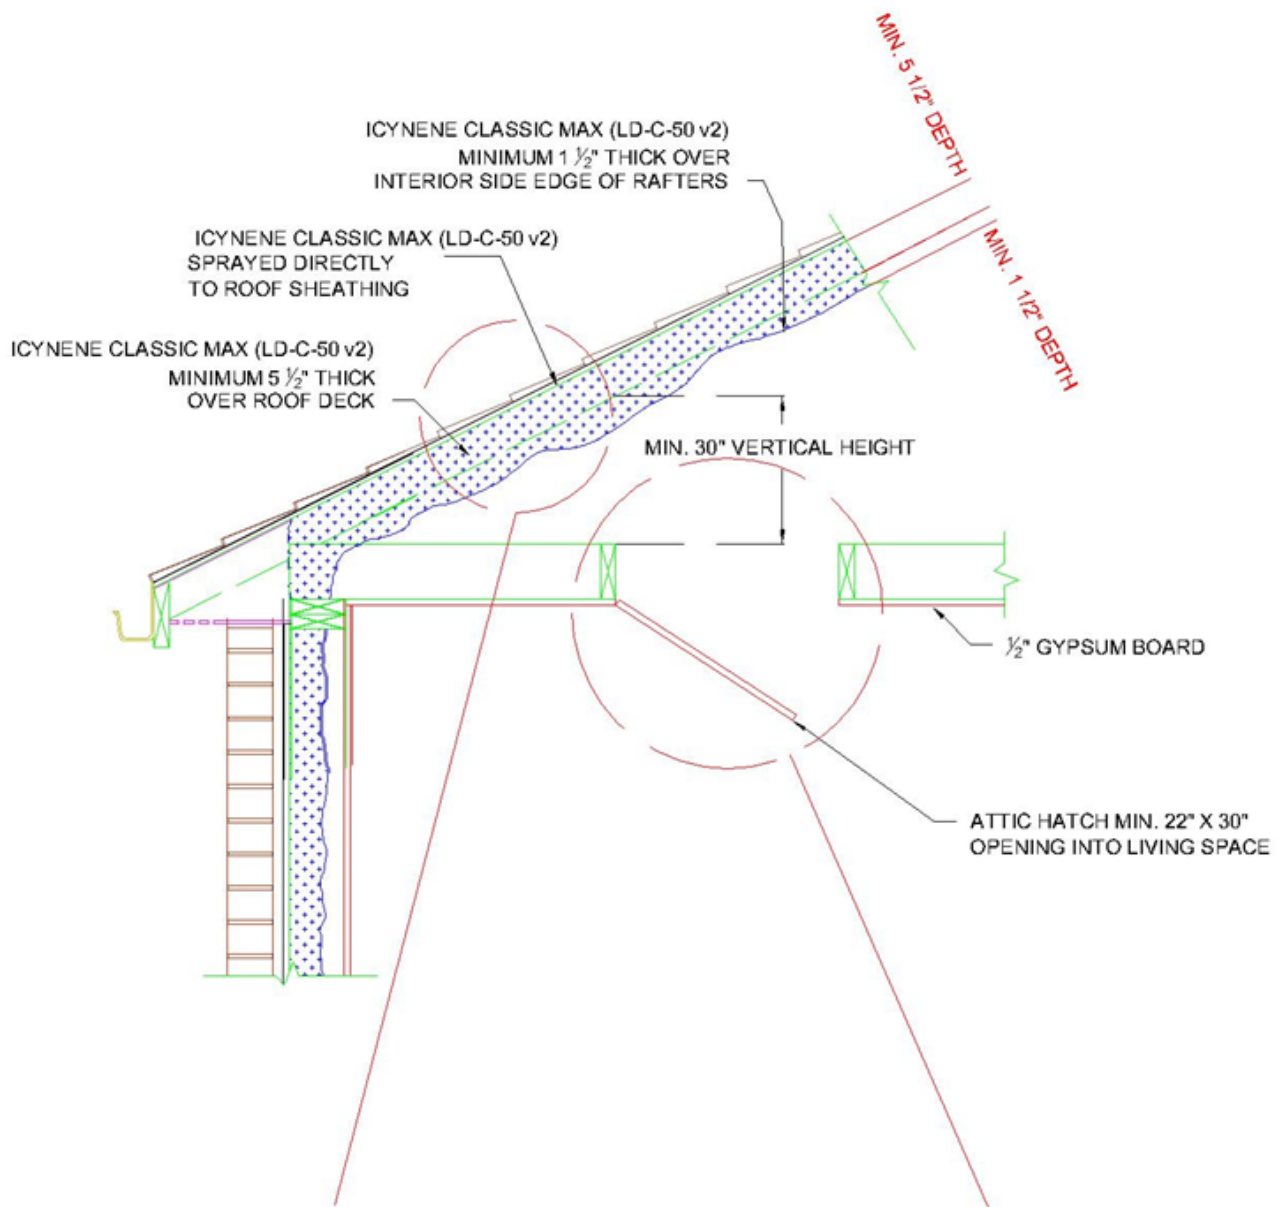 MIN. 5 1/2" DEPTH
ICYNENE CLASSIC MAX (LD-C-50 v2)
MINIMUM 1 ½" THICK OVER
INTERIOR SIDE EDGE OF RAFTERS
ICYNENE CLASSIC MAX (LD-C-50 v2)
SPRAYED DIRECTLY
TO ROOF SHEATHING
MIN. 1 1/2" DEPTH
ICYNENE CLASSIC MAX (LD-C-50 v2)
MINIMUM 5 ½" THICK
OVER ROOF DECK
MIN. 30" VERTICAL HEIGHT
½" GYPSUM BOARD
ATTIC HATCH MIN. 22" X 30"
OPENING INTO LIVING SPACE